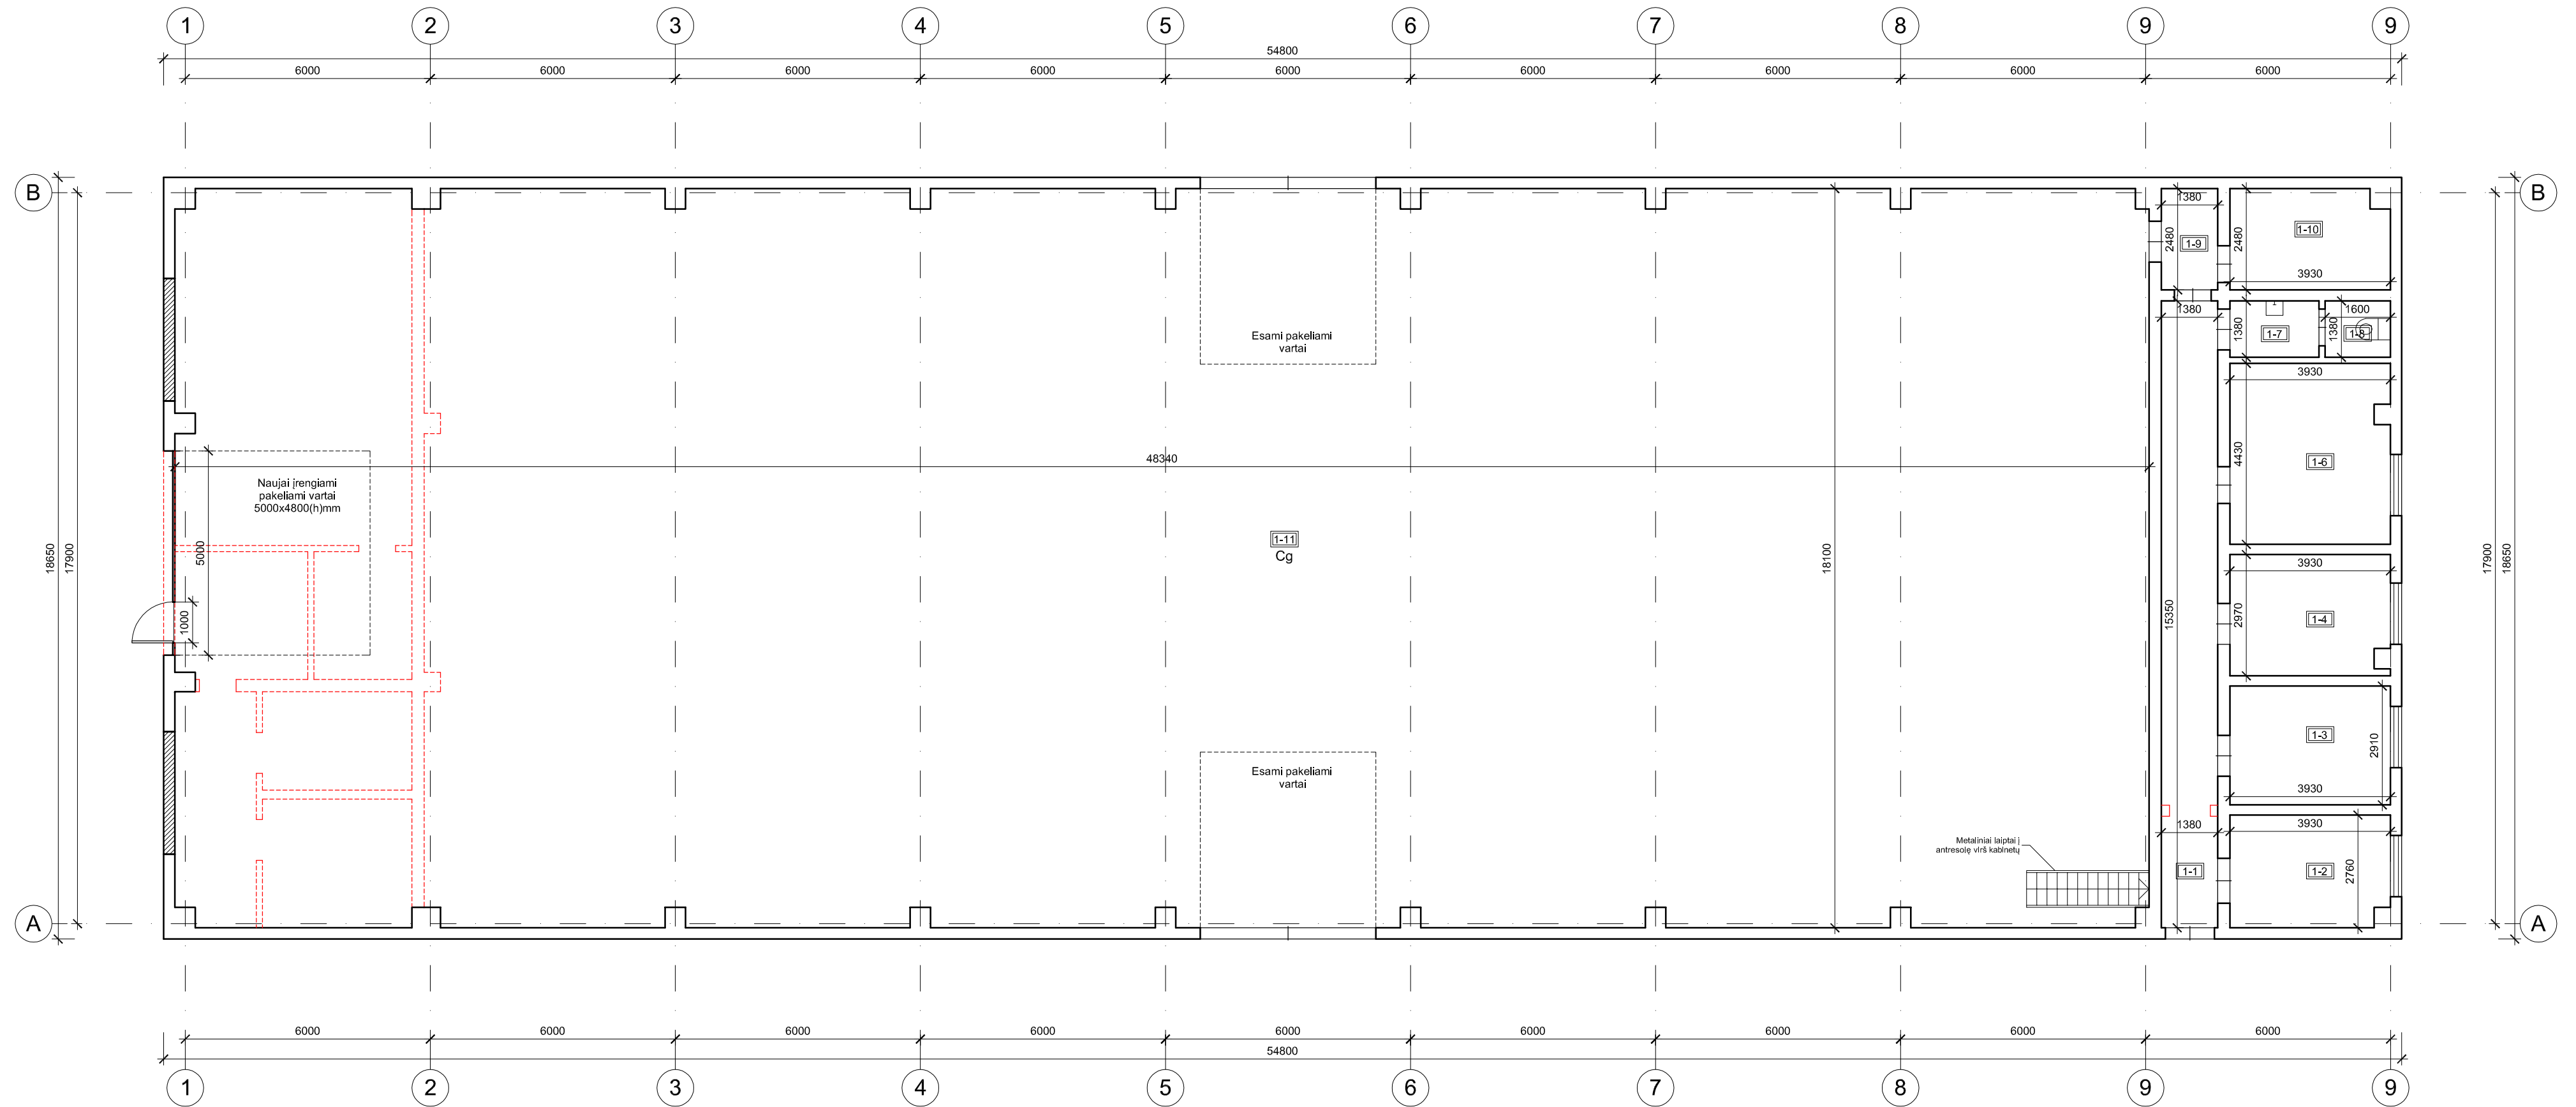 1 2 3 4 5 6 7 8 9 9
54800
6000 6000 6000 6000 6000 6000 6000 6000 6000
B
B
1380
2480
1-9
2480
1-10
3930
1380
1380
1-7
1380
1600
1-8
Esami pakeliami
vartai
3930
4430
1-6
48340
Naujai įrengiami
pakeliami vartai
5000x4800(h)mm
5000
1000
1-11
Cg
18100
18650
17900
17900
18650
3930
15350
2970
1-4
1-3
2910
3930
Esami pakeliami
vartai
1380
3930
Metaliniai laiptai į
antresolę virš kabinetų
1-1
1-2
2760
A
A
6000 6000 6000 6000 6000 6000 6000 6000 6000
54800
1 2 3 4 5 6 7 8 9 9